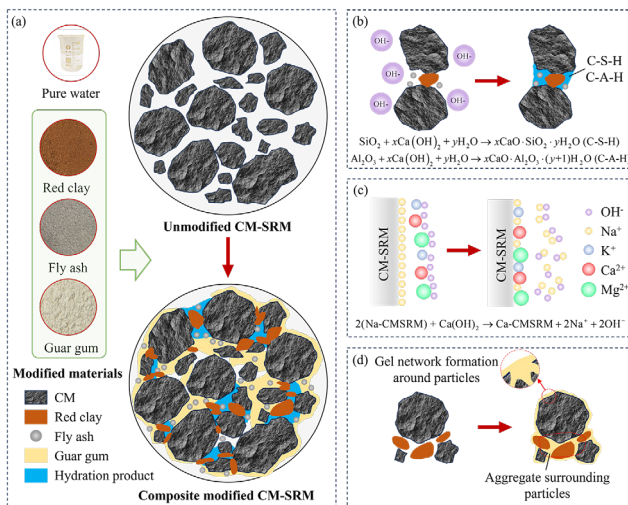 (a)
Pure water
Red clay
Fly ash
Guar gum
Modified materials
CM
Red clay
Fly ash
Guar gum
Hydration product
Unmodified CM-SRM
Composite modified CM-SRM
(b)
OH-
OH-
OH-
OH-
OH-
C-S-H
C-A-H
SiO₂ + xCa(OH)₂ + yH₂O → xCaO·SiO₂·yH₂O (C-S-H)
Al₂O₃ + xCa(OH)₂ + yH₂O → xCaO·Al₂O₃·(y+1)H₂O (C-A-H)
(c)
CM-SRM
CM-SRM
OH⁻
Na⁺
K⁺
Ca²⁺
Mg²⁺
2(Na-CMSRM) + Ca(OH)₂ → Ca-CMSRM + 2Na⁺ + 2OH⁻
(d)
Gel network formation
around particles
Aggregate surrounding
particles